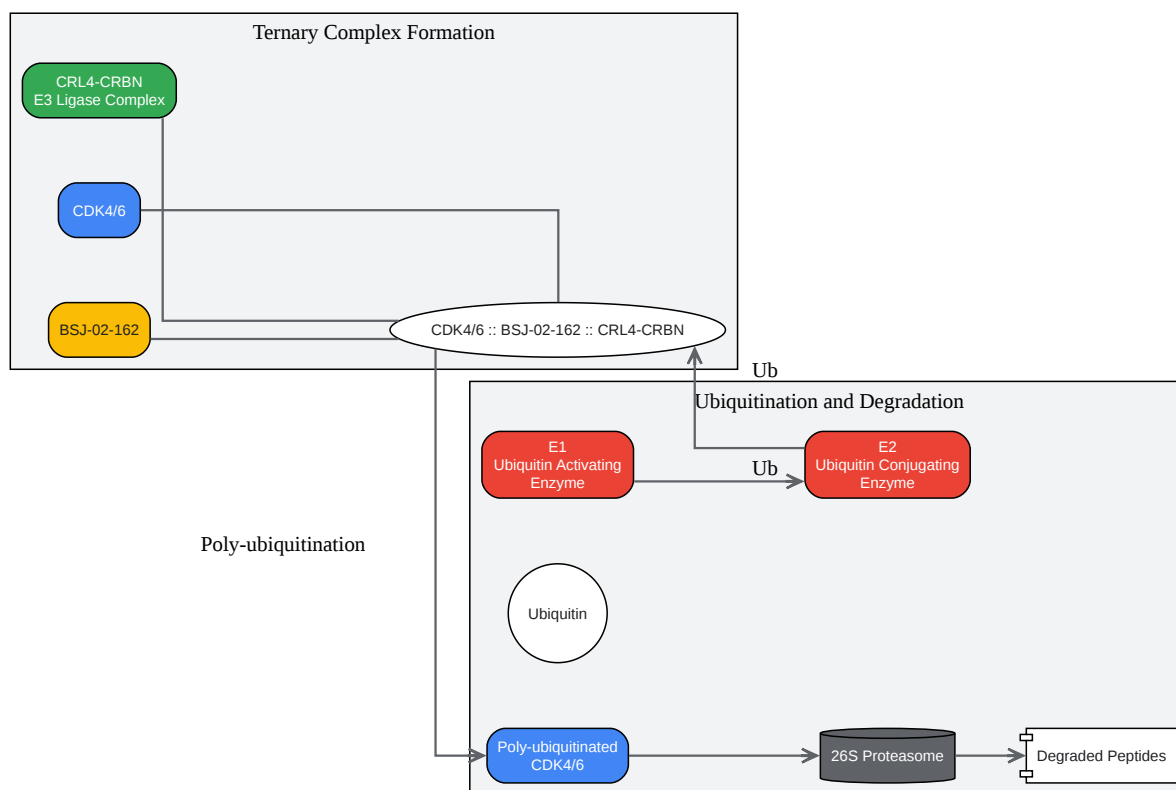 Ternary Complex Formation
CRL4-CRBN
E3 Ligase Complex
CDK4/6
BSJ-02-162
CDK4/6 :: BSJ-02-162 :: CRL4-CRBN
Ub
Ubiquitination and Degradation
E1
Ubiquitin Activating
Enzyme
Ub
E2
Ubiquitin Conjugating
Enzyme
Poly-ubiquitination
Ubiquitin
Poly-ubiquitinated
CDK4/6
26S Proteasome
Degraded Peptides